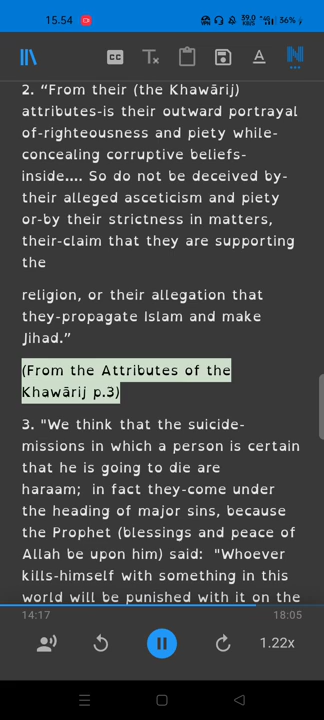 15.54
36%
CC
A
N
2. “From their (the Khawārij)
attributes-is their outward portrayal
of-righteousness and piety while-
concealing corruptive beliefs-
inside.... So do not be deceived by-
their alleged asceticism and piety
or-by their strictness in matters,
their-claim that they are supporting
the
religion, or their allegation that
they-propagate Islam and make
Jihad.”
(From the Attributes of the
Khawārij p.3)
3. "We think that the suicide-
missions in which a person is certain
that he is going to die are
haraam;  in fact they-come under
the heading of major sins, because
the Prophet (blessings and peace of
Allah be upon him) said:  "Whoever
kills-himself with something in this
world will be punished with it on the
14:17
18:05
1.22x